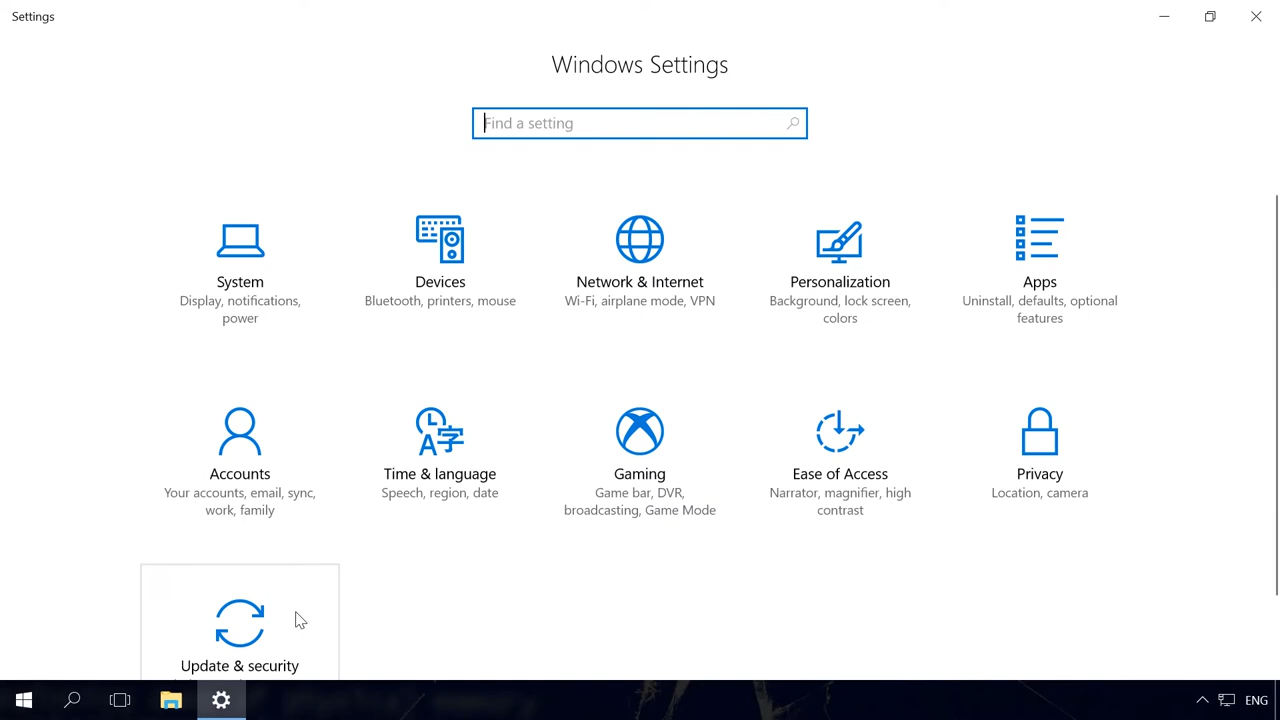 Settings
Windows Settings
Find a setting
System
Display, notifications,
power
Devices
Bluetooth, printers, mouse
Network & Internet
Wi-Fi, airplane mode, VPN
Personalization
Background, lock screen,
colors
Apps
Uninstall, defaults, optional
features
Accounts
Your accounts, email, sync,
work, family
Time & language
Speech, region, date
Gaming
Game bar, DVR,
broadcasting, Game Mode
Ease of Access
Narrator, magnifier, high
contrast
Privacy
Location, camera
Update & security
ENG